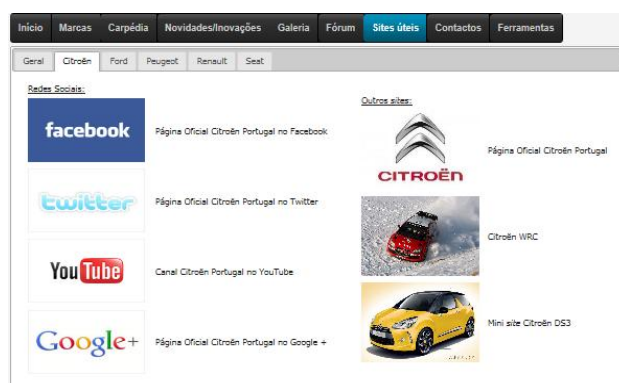 Início Marcas Carpédia Novidades/Inovações Galeria Fórum Sites úteis Contactos Ferramentas
Geral Citroën Ford Peugeot Renault Seat
Redes Sociais:
facebook
Página Oficial Citroën Portugal no Facebook
twitter
Página Oficial Citroën Portugal no Twitter
You Tube
Canal Citroën Portugal no YouTube
Google+
Página Oficial Citroën Portugal no Google +
Outros sites:
CITROËN
Página Oficial Citroën Portugal
Citroën WRC
Mini site Citroën DS3